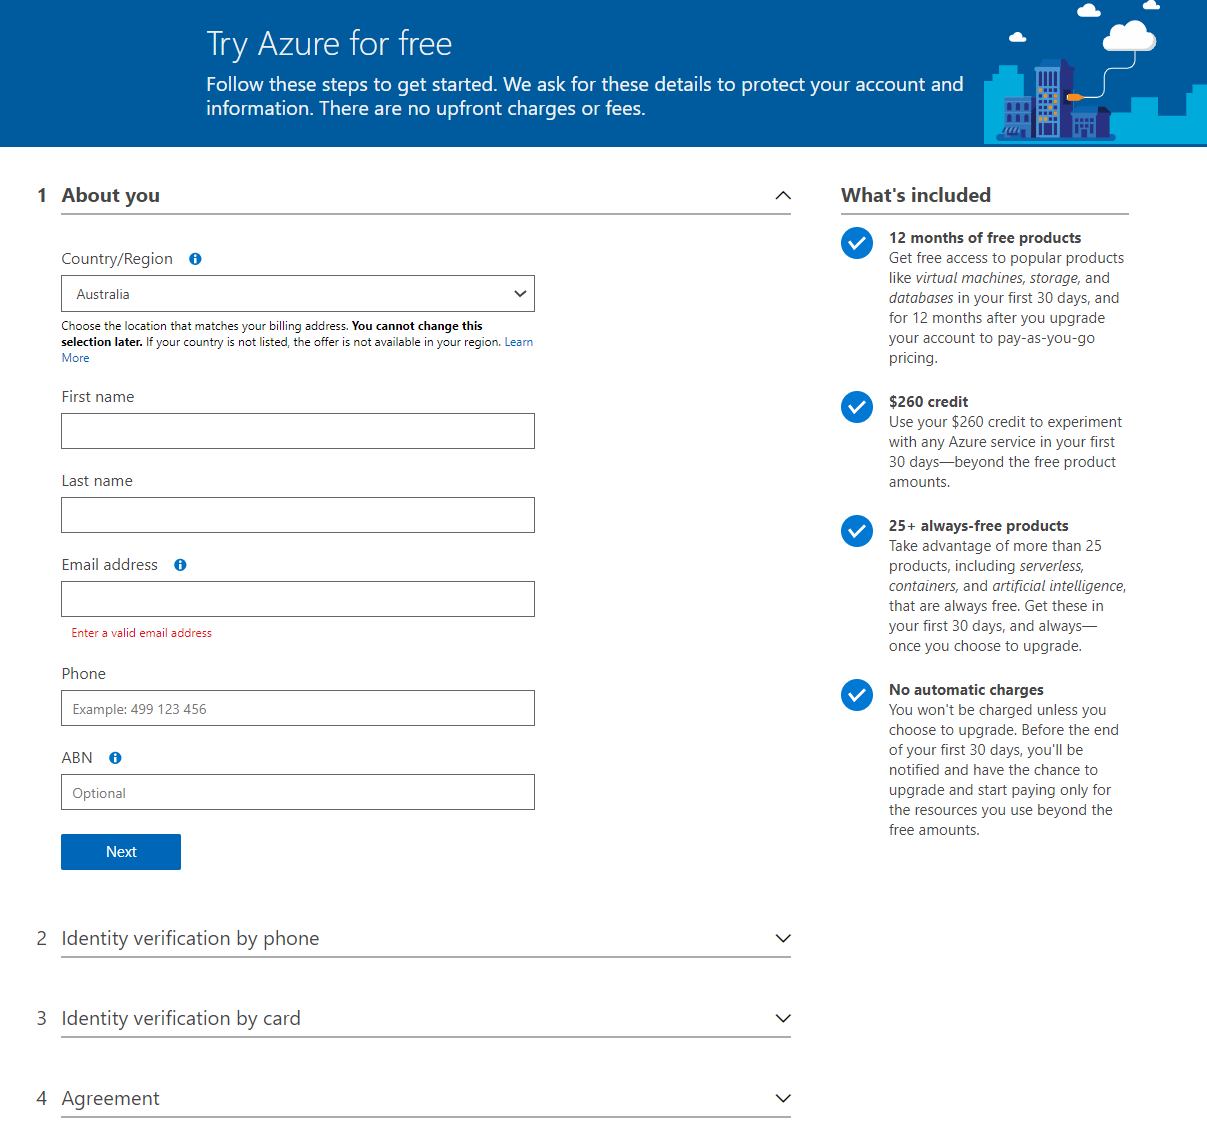 Try Azure for free
Follow these steps to get started. We ask for these details to protect your account and
information. There are no upfront charges or fees.
1 About you
Country/Region
Australia
Choose the location that matches your billing address. You cannot change this
selection later. If your country is not listed, the offer is not available in your region. Learn
More
First name
Last name
Email address
Enter a valid email address
Phone
Example: 499 123 456
ABN
Optional
Next
2 Identity verification by phone
3 Identity verification by card
4 Agreement
What's included
12 months of free products
Get free access to popular products
like virtual machines, storage, and
databases in your first 30 days, and
for 12 months after you upgrade
your account to pay-as-you-go
pricing.
$260 credit
Use your $260 credit to experiment
with any Azure service in your first
30 days—beyond the free product
amounts.
25+ always-free products
Take advantage of more than 25
products, including serverless,
containers, and artificial intelligence,
that are always free. Get these in
your first 30 days, and always—
once you choose to upgrade.
No automatic charges
You won't be charged unless you
choose to upgrade. Before the end
of your first 30 days, you'll be
notified and have the chance to
upgrade and start paying only for
the resources you use beyond the
free amounts.